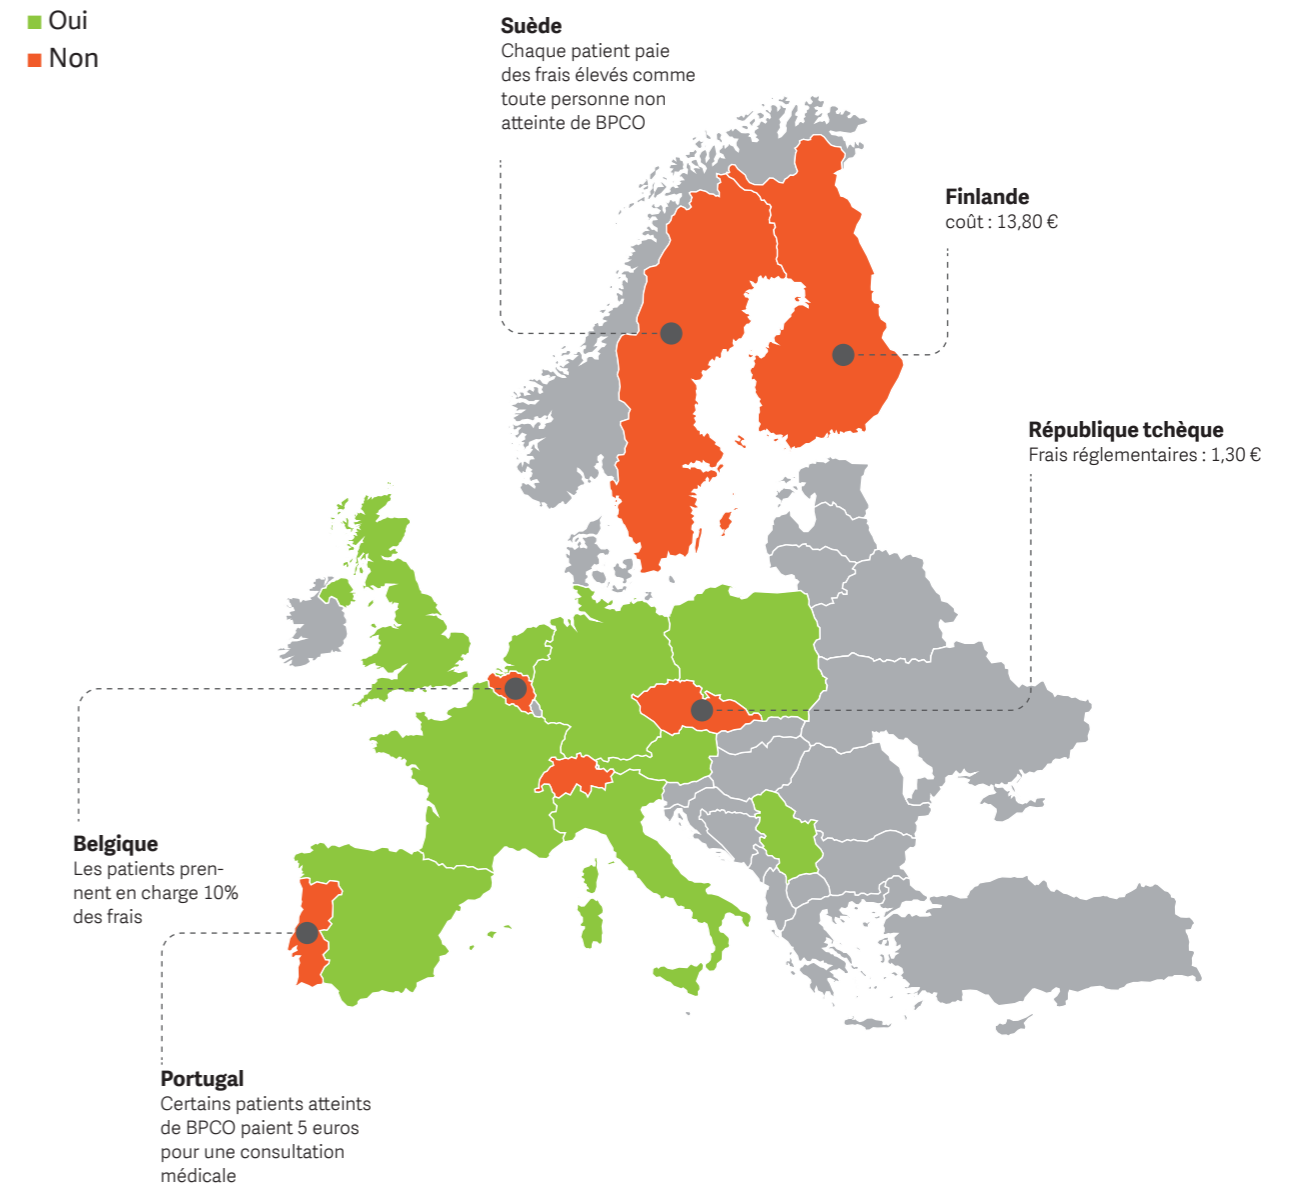 Oui
Non
Suède
Chaque patient paie
des frais élevés comme
toute personne non
atteinte de BPCO
Finlande
coût : 13,80 €
République tchèque
Frais réglementaires : 1,30 €
Belgique
Les patients pren-
nent en charge 10%
des frais
Portugal
Certains patients atteints
de BPCO paient 5 euros
pour une consultation
médicale